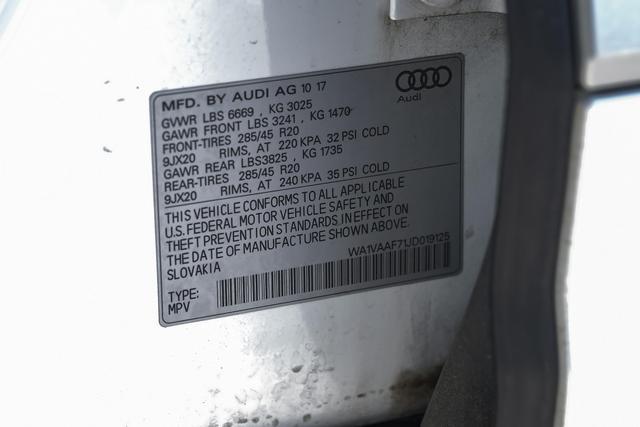 MFD. BY AUDI AG 10 17
Audi
GVWR LBS 6669 , KG 3025
GAWR FRONT LBS 3241 , KG 1470
FRONT-TIRES 285/45 R20
9JX20 RIMS, AT 220 KPA 32 PSI COLD
GAWR REAR LBS3825 , KG 1735
REAR-TIRES 285/45 R20
9JX20 RIMS, AT 240 KPA 35 PSI COLD
THIS VEHICLE CONFORMS TO ALL APPLICABLE
U.S. FEDERAL MOTOR VEHICLE SAFETY AND
THEFT PREVENTION STANDARDS IN EFFECT ON
THE DATE OF MANUFACTURE SHOWN ABOVE.
SLOVAKIA
WA1VAAF71JD019125
TYPE:
MPV